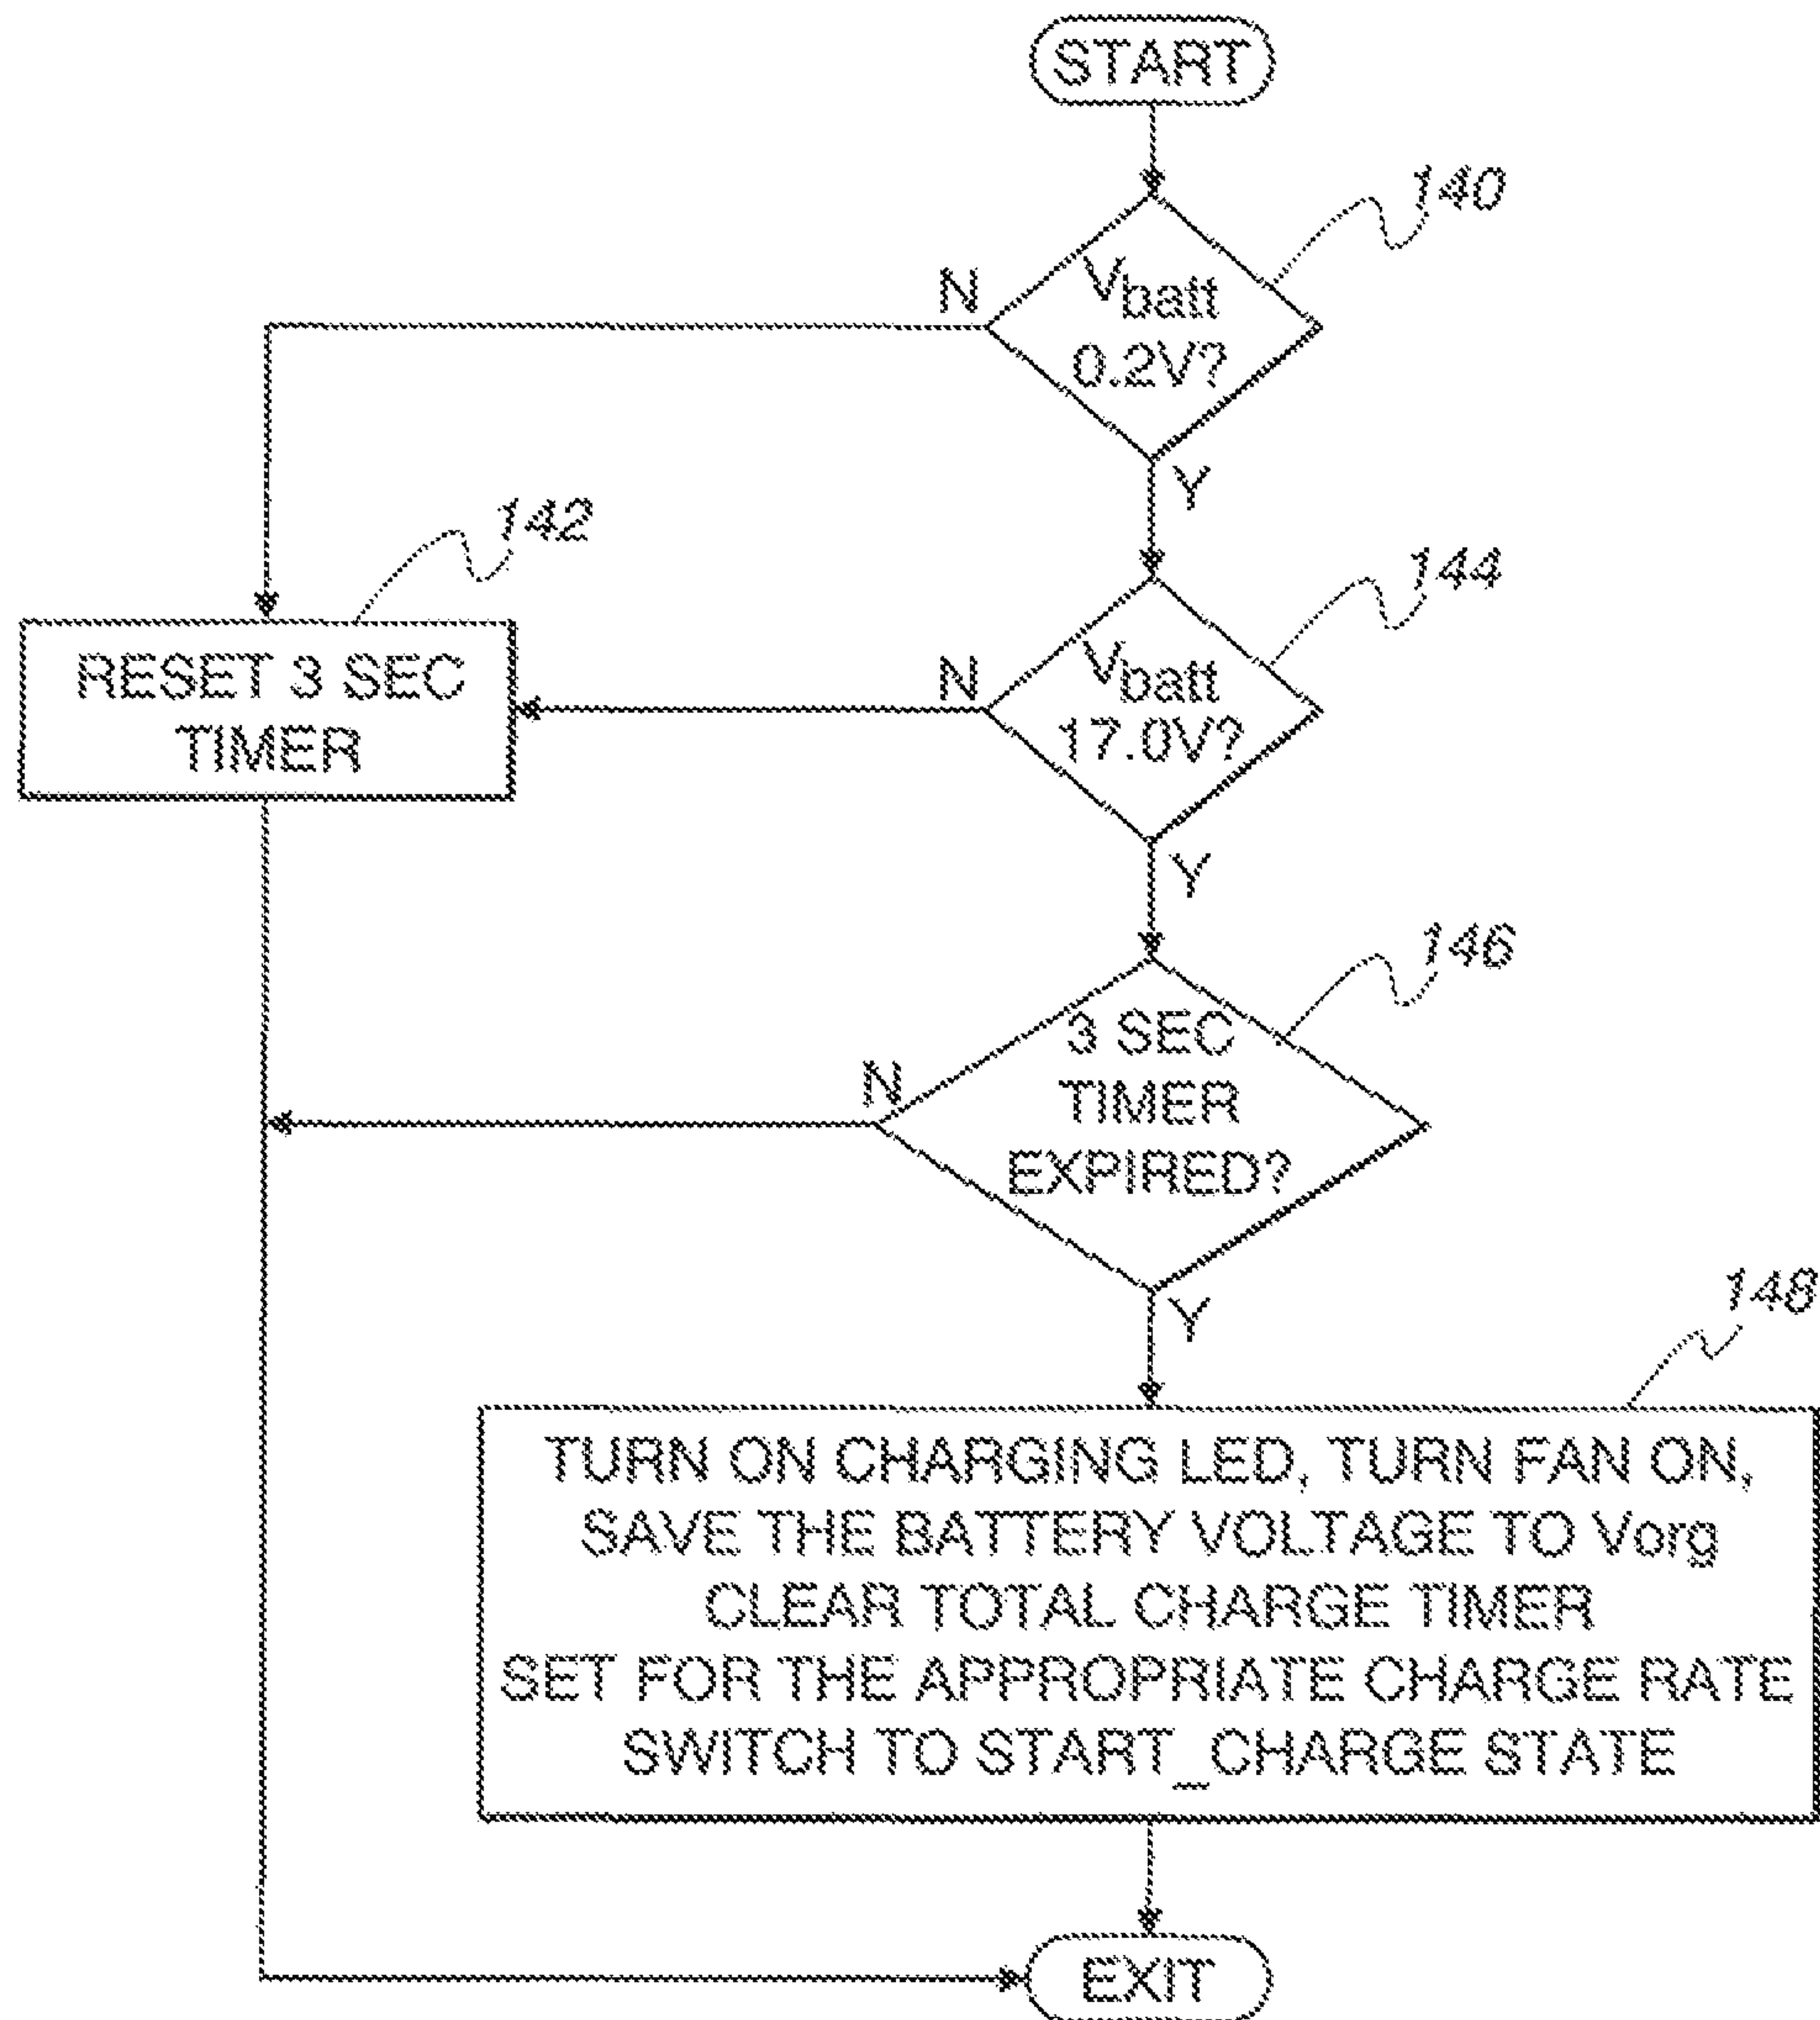 START
140
N
Vbatt
0.2V?
Y
142
144
RESET 3 SEC
TIMER
N
Vbatt
17.0V?
Y
146
N
3 SEC
TIMER
EXPIRED?
Y
148
TURN ON CHARGING LED, TURN FAN ON,
SAVE THE BATTERY VOLTAGE TO Vorg
CLEAR TOTAL CHARGE TIMER
SET FOR THE APPROPRIATE CHARGE RATE
SWITCH TO START_CHARGE STATE
EXIT